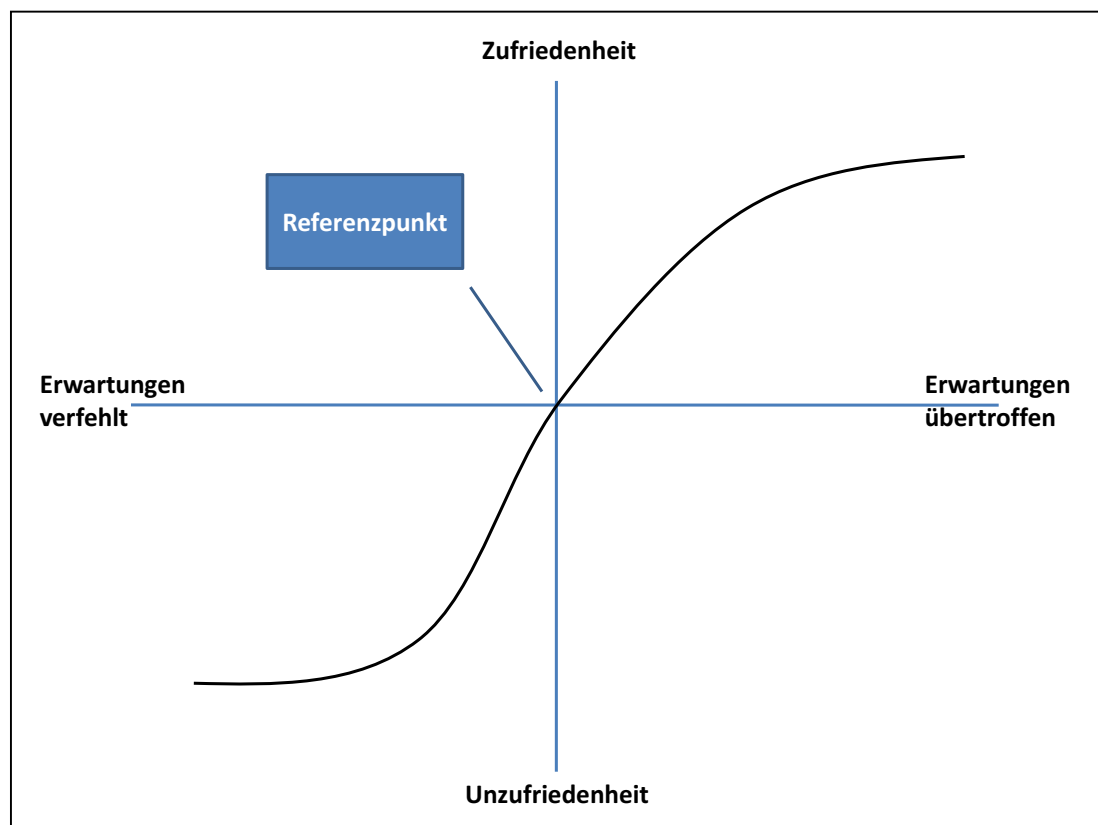 Zufriedenheit
Referenzpunkt
Erwartungen
verfehlt
Erwartungen
übertroffen
Unzufriedenheit